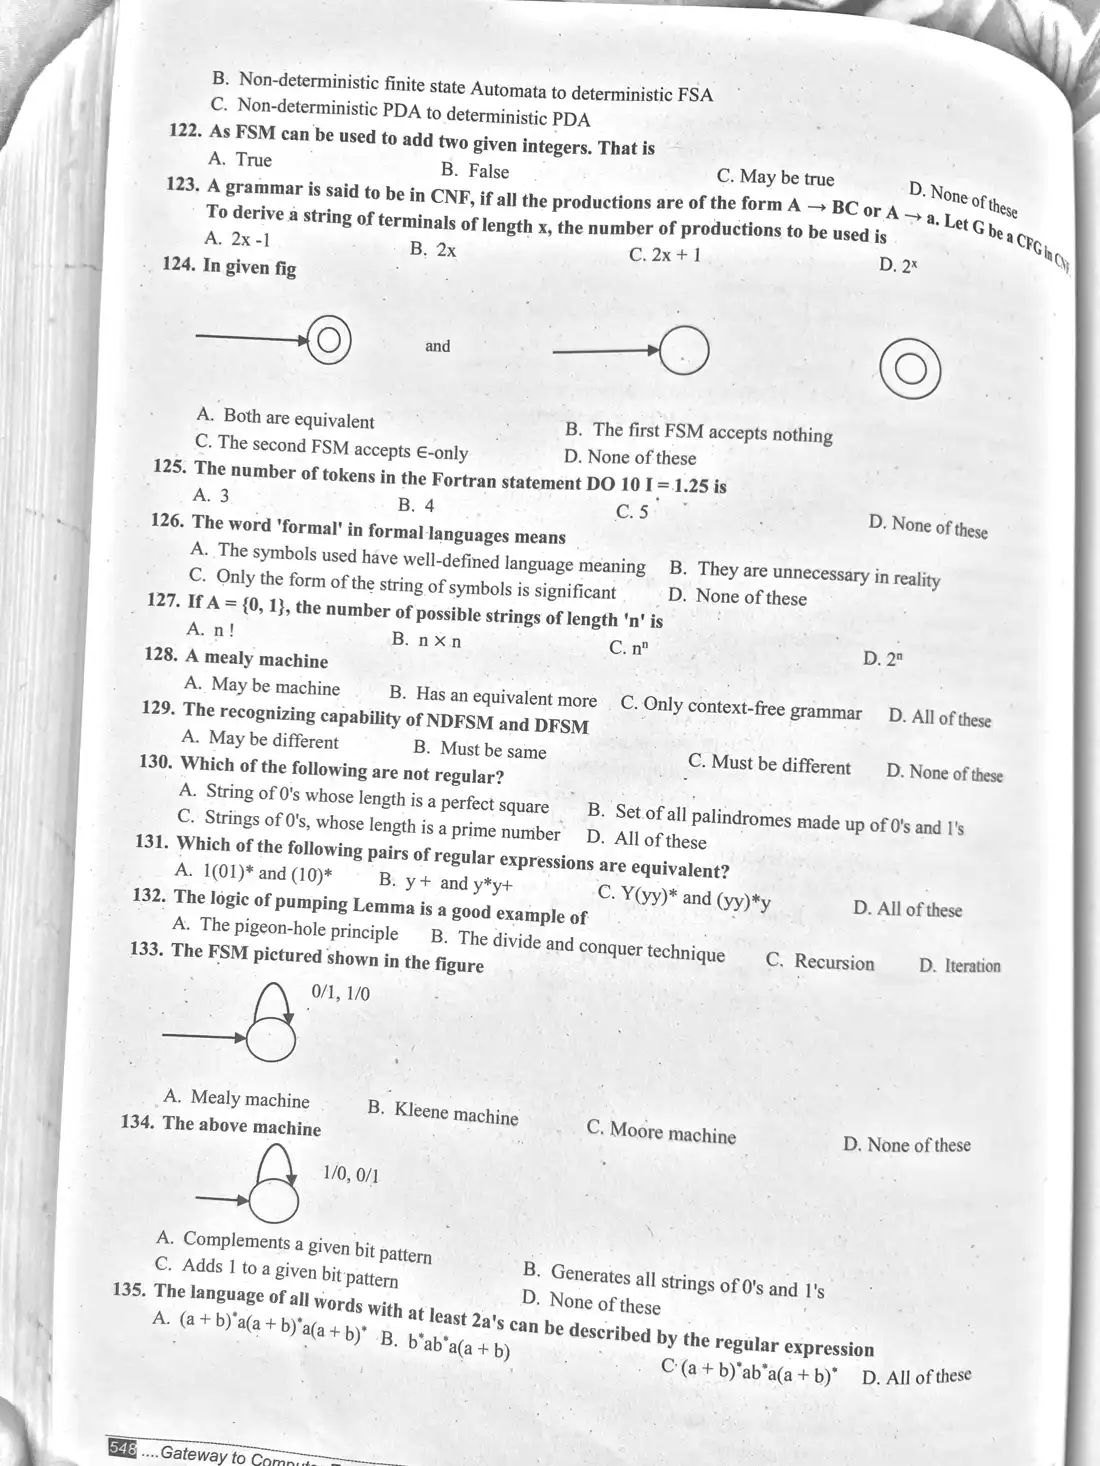 B. Non-deterministic finite state Automata to deterministic FSA
C. Non-deterministic PDA to deterministic PDA
122. As FSM can be used to add two given integers. That is
A. True B. False C. May be true D. None of these
123. A grammar is said to be in CNF, if all the productions are of the form A → BC or A → a. Let G be a CFG in CNF.
To derive a string of terminals of length x, the number of productions to be used is
A. 2x -1 B. 2x C. 2x + 1 D. 2ˣ
124. In given fig
and
A. Both are equivalent B. The first FSM accepts nothing
C. The second FSM accepts ∈-only D. None of these
125. The number of tokens in the Fortran statement DO 10 I = 1.25 is
A. 3 B. 4 C. 5 D. None of these
126. The word 'formal' in formal languages means
A. The symbols used have well-defined language meaning B. They are unnecessary in reality
C. Only the form of the string of symbols is significant D. None of these
127. If A = {0, 1}, the number of possible strings of length 'n' is
A. n ! B. n × n C. nⁿ D. 2ⁿ
128. A mealy machine
A. May be machine B. Has an equivalent more C. Only context-free grammar D. All of these
129. The recognizing capability of NDFSM and DFSM
A. May be different B. Must be same C. Must be different D. None of these
130. Which of the following are not regular?
A. String of 0's whose length is a perfect square B. Set of all palindromes made up of 0's and 1's
C. Strings of 0's, whose length is a prime number D. All of these
131. Which of the following pairs of regular expressions are equivalent?
A. 1(01)* and (10)* B. y+ and y*y+ C. Y(yy)* and (yy)*y D. All of these
132. The logic of pumping Lemma is a good example of
A. The pigeon-hole principle B. The divide and conquer technique C. Recursion D. Iteration
133. The FSM pictured shown in the figure
0/1, 1/0
A. Mealy machine B. Kleene machine C. Moore machine D. None of these
134. The above machine
1/0, 0/1
A. Complements a given bit pattern B. Generates all strings of 0's and 1's
C. Adds 1 to a given bit pattern D. None of these
135. The language of all words with at least 2a's can be described by the regular expression
A. (a + b)*a(a + b)*a(a + b)* B. b*ab*a(a + b) C. (a + b)*ab*a(a + b)* D. All of these
548 ....Gateway to